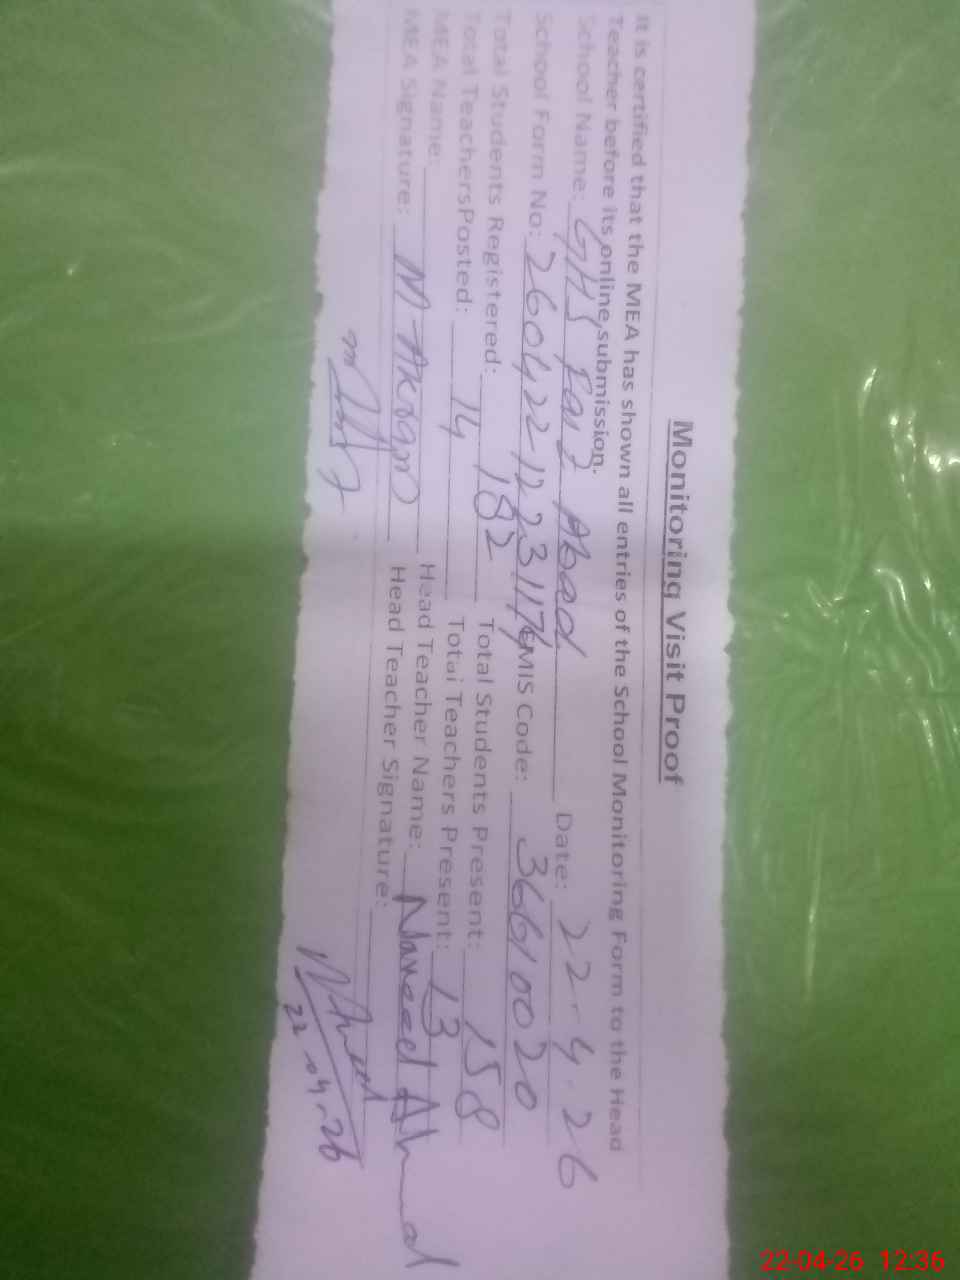 Monitoring Visit Proof
It is certified that the MEA has shown all entries of the School Monitoring Form to the Head
Teacher before its online submission.
School Name: GHS Faiz Abad Date: 22-4-26
School Form No: 260422-12231174 EMIS Code: 36610020
Total Students Registered: 182 Total Students Present: 158
Total Teachers Posted: 14 Total Teachers Present: 13
MEA Name: M Akram Head Teacher Name: Naveed Ahmad
MEA Signature: Head Teacher Signature:
22-04-26
22-04-26 12:36